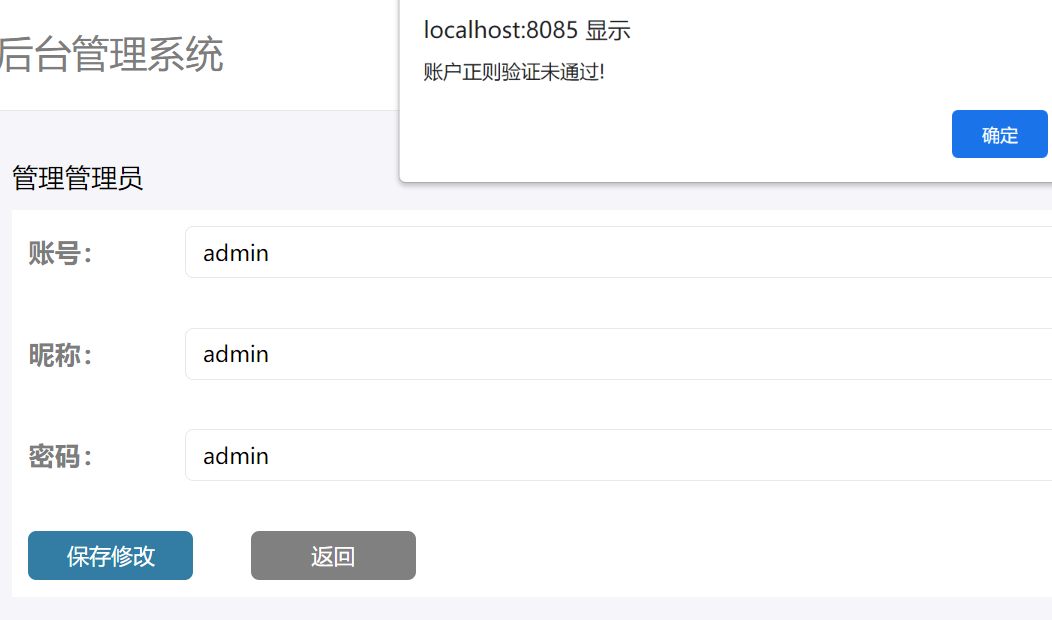 localhost:8085 显示
账户正则验证未通过!
确定
后台管理系统
管理管理员
账号：
admin
昵称：
admin
密码：
admin
保存修改
返回